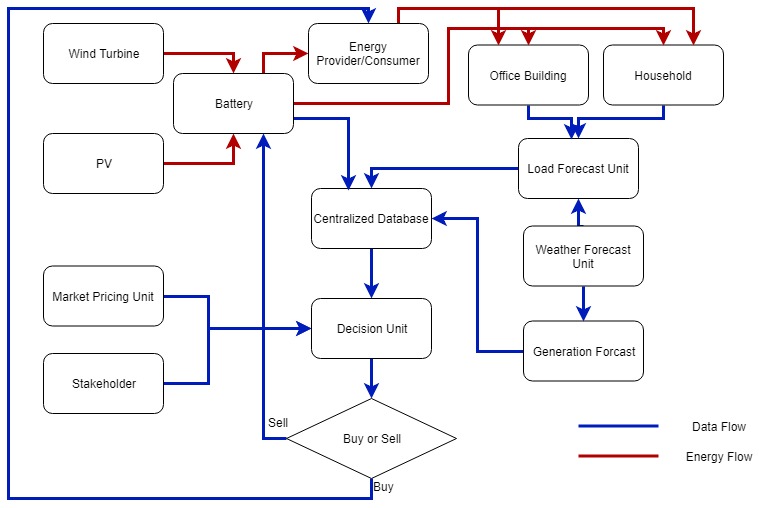 Wind Turbine
Energy
Provider/Consumer
Office Building
Household
Battery
PV
Load Forecast Unit
Centralized Database
Weather Forecast
Unit
Market Pricing Unit
Decision Unit
Generation Forcast
Stakeholder
Sell
Buy or Sell
Data Flow
Energy Flow
Buy